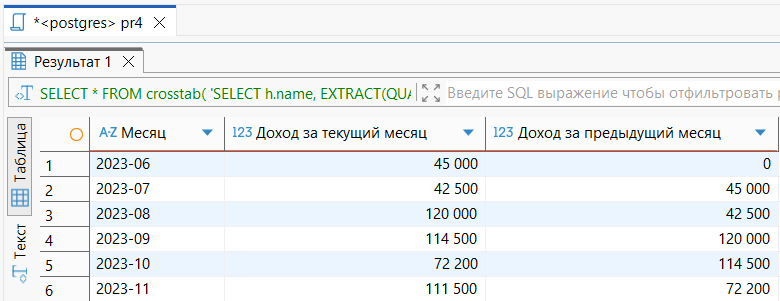 *<postgres> pr4
Результат 1
SELECT * FROM crosstab( 'SELECT h.name, EXTRACT(QUA
Введите SQL выражение чтобы отфильтровать
Таблица
Текст
A-Z Месяц 123 Доход за текущий месяц 123 Доход за предыдущий месяц
1 2023-06 45 000 0
2 2023-07 42 500 45 000
3 2023-08 120 000 42 500
4 2023-09 114 500 120 000
5 2023-10 72 200 114 500
6 2023-11 111 500 72 200